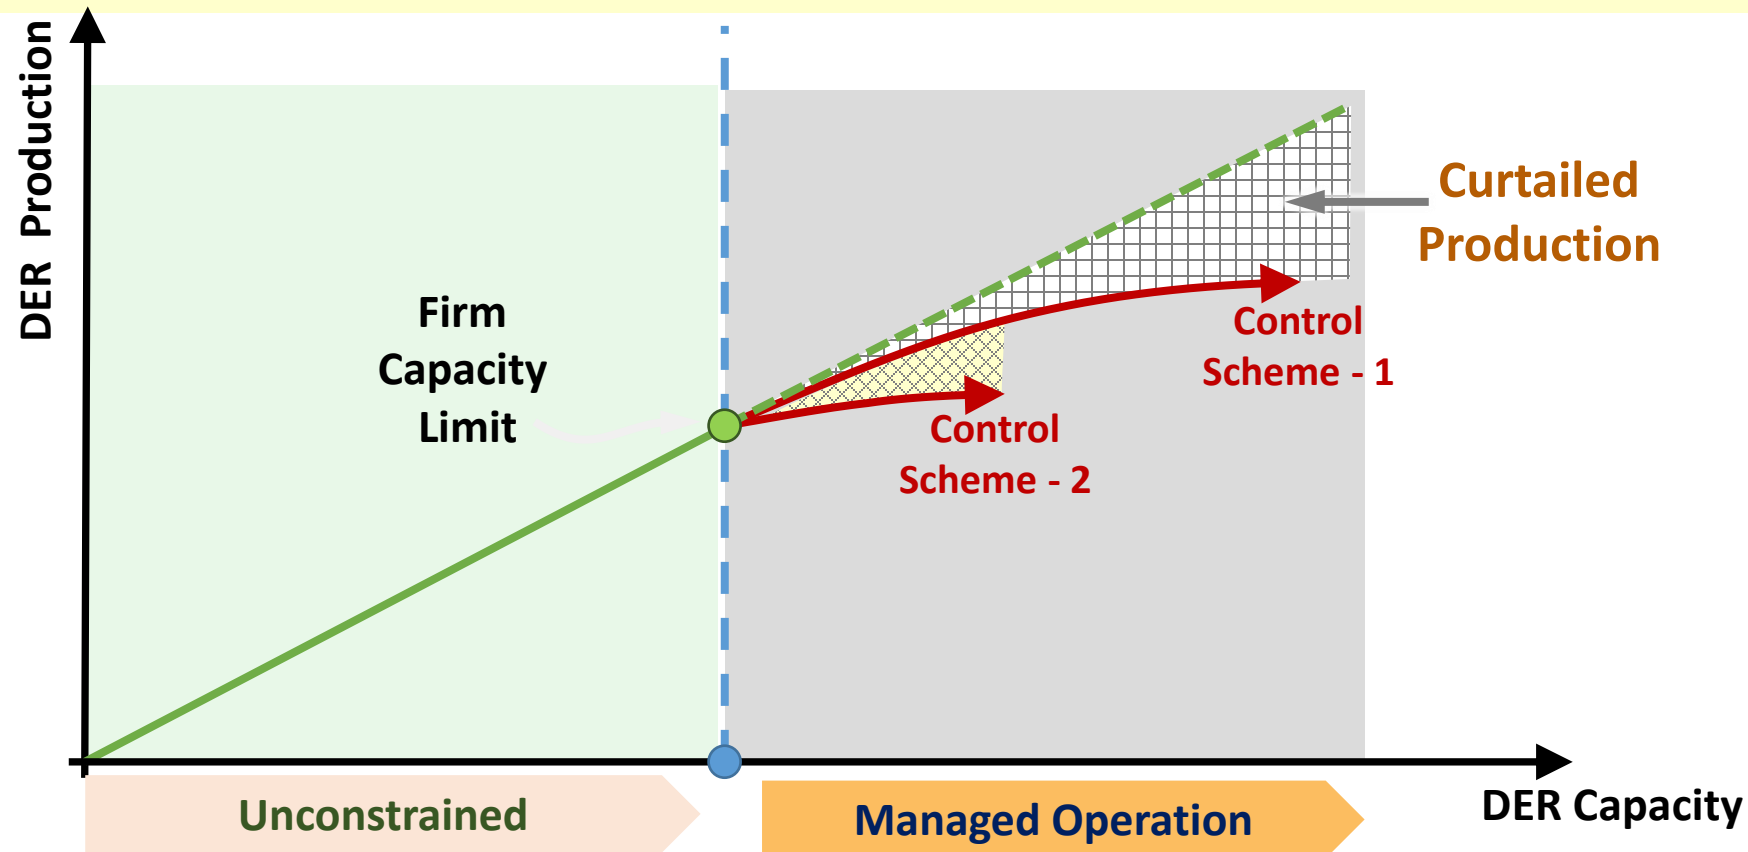 DER Production
Firm
Capacity
Limit
Curtailed
Production
Control
Scheme - 1
Control
Scheme - 2
Unconstrained
Managed Operation
DER Capacity